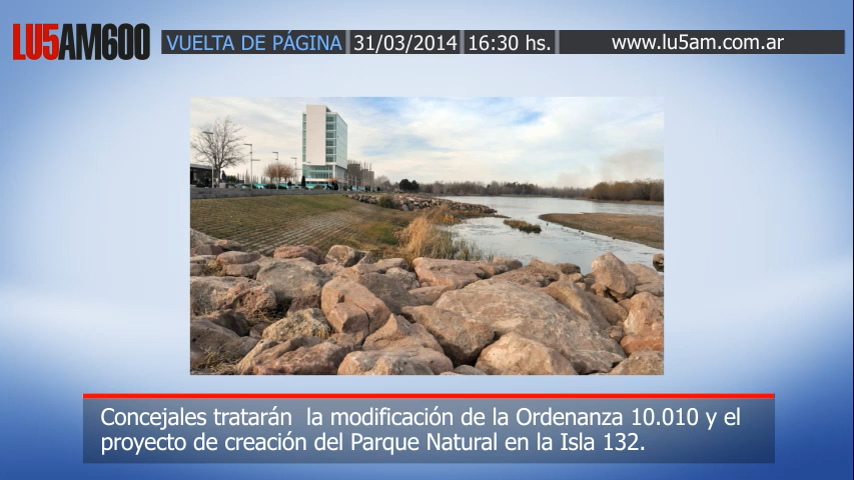 LU5AM600 VUELTA DE PÁGINA 31/03/2014 16:30 hs. www.lu5am.com.ar
Concejales tratarán  la modificación de la Ordenanza 10.010 y el
proyecto de creación del Parque Natural en la Isla 132.